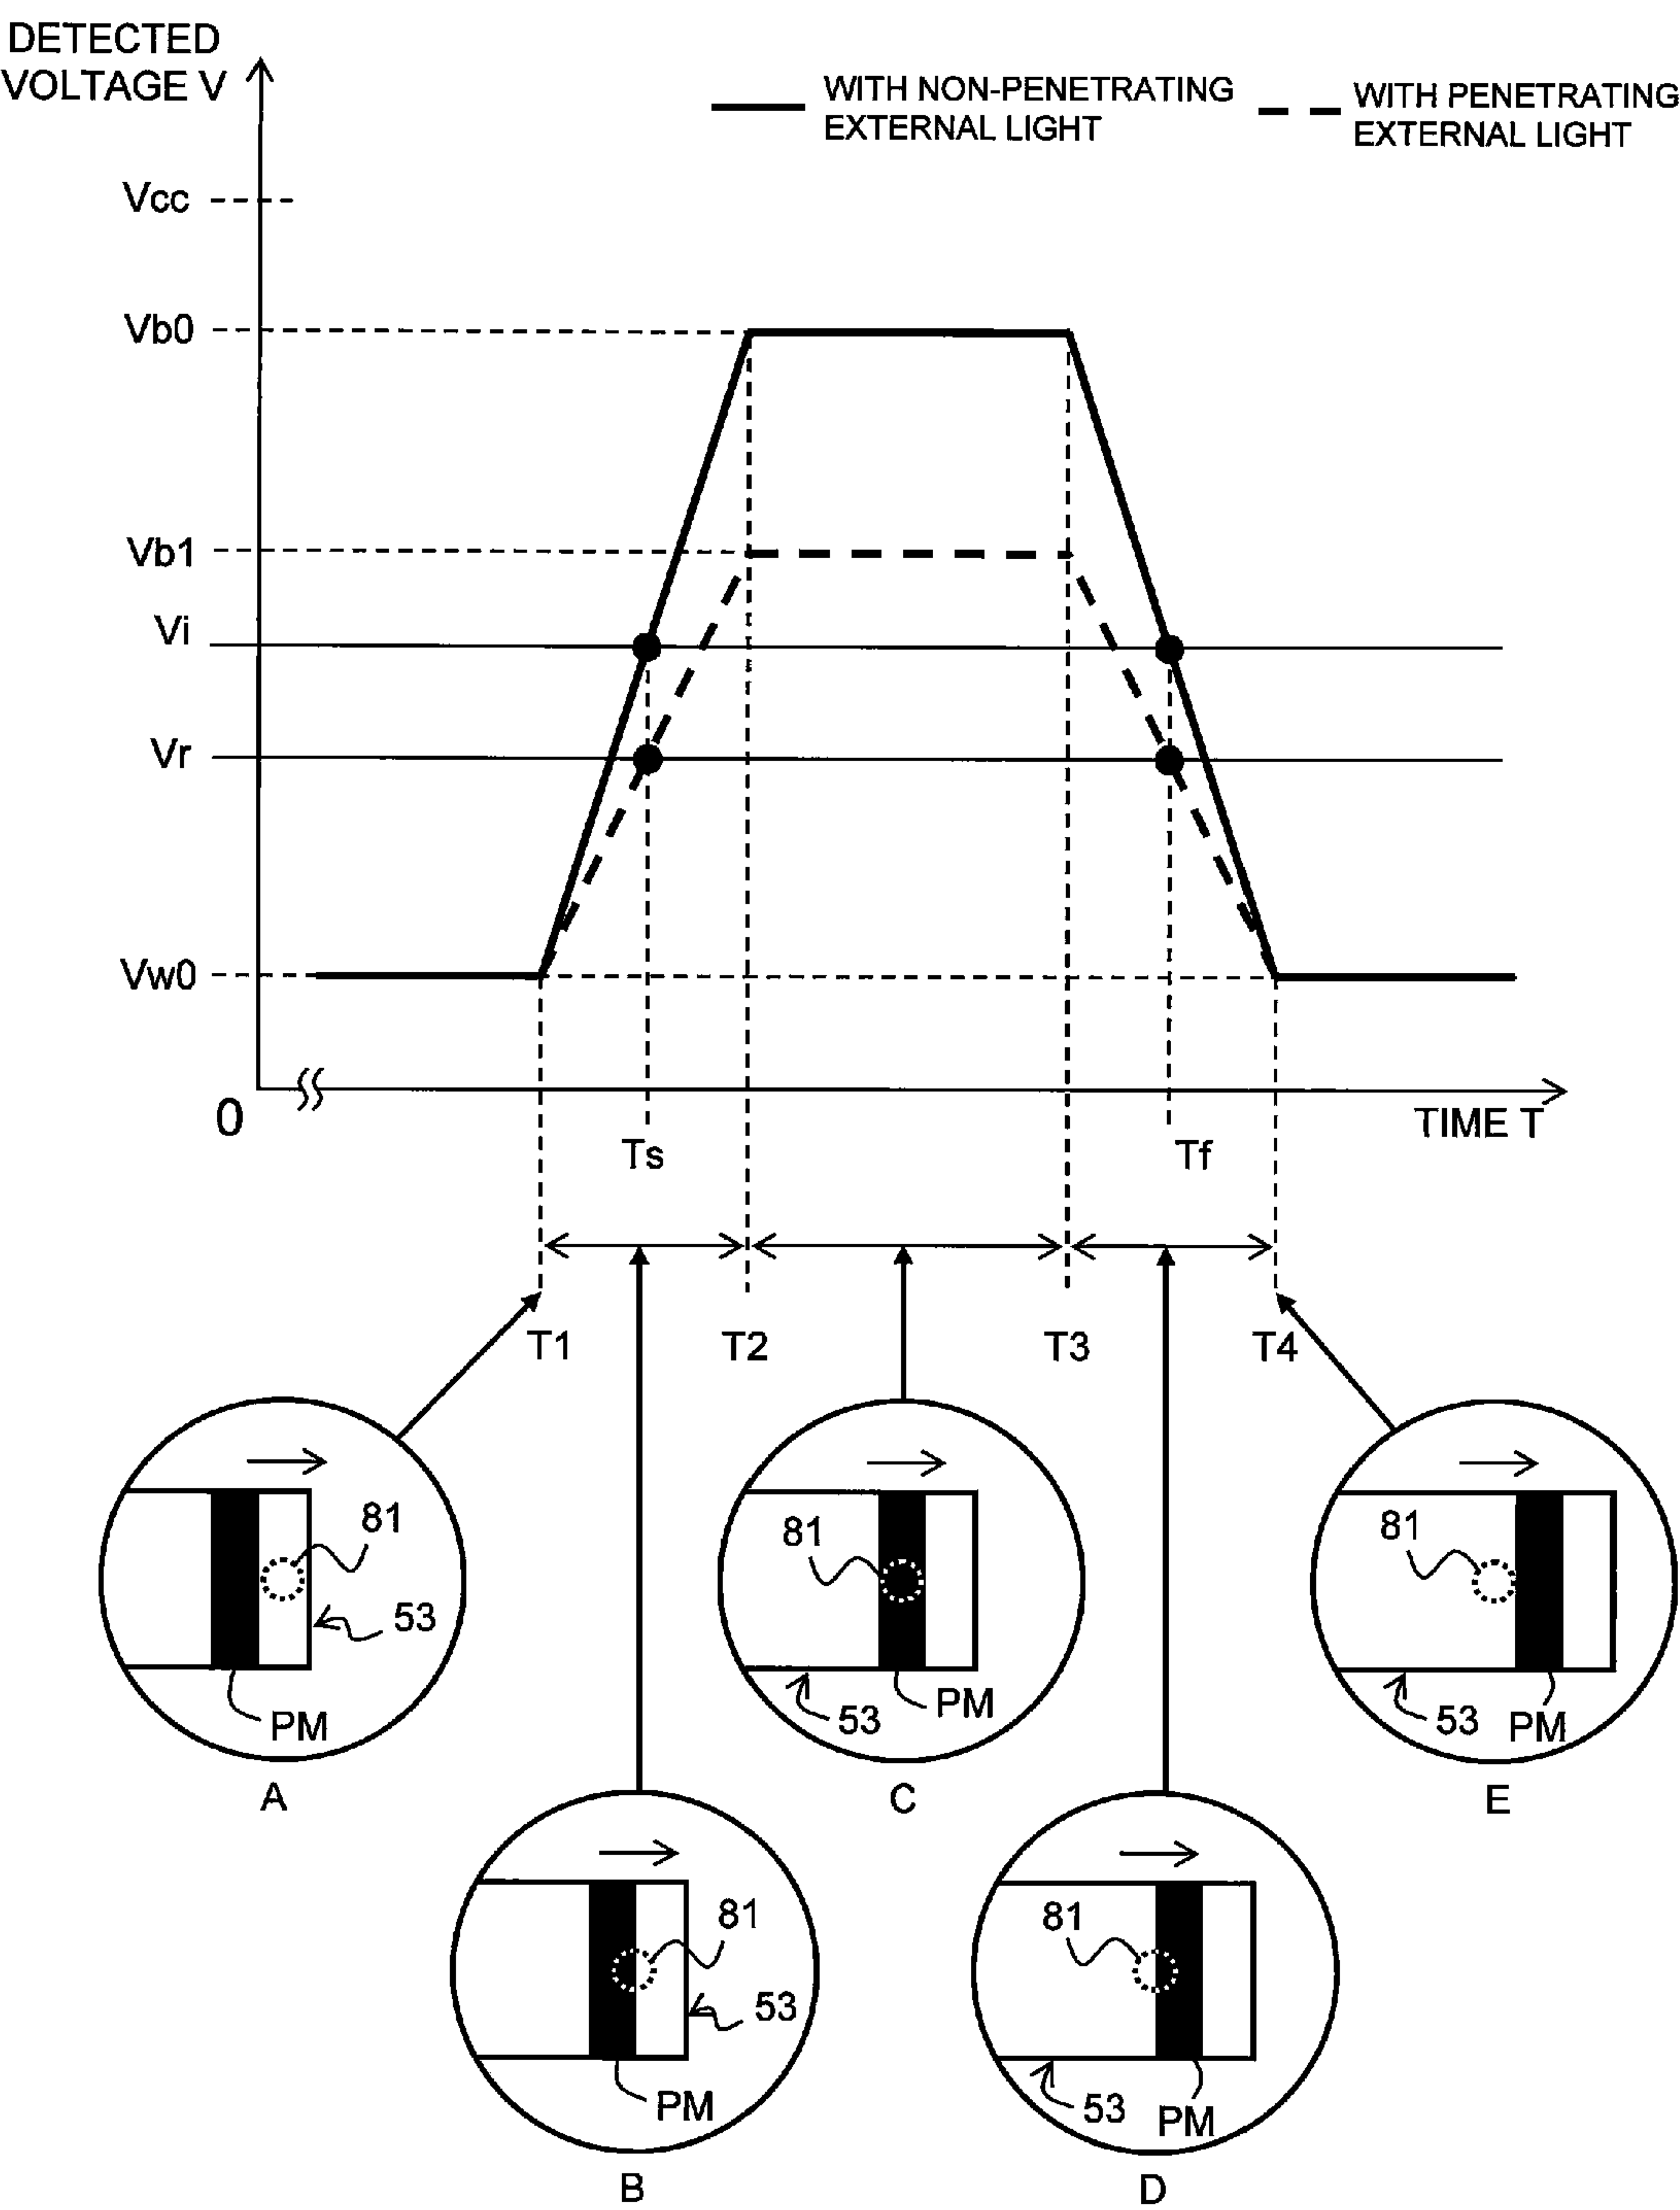 DETECTED
VOLTAGE V
WITH NON-PENETRATING
EXTERNAL LIGHT
WITH PENETRATING
EXTERNAL LIGHT
Vcc
Vb0
Vb1
Vi
Vr
Vw0
0
TIME T
Ts
Tf
T1
T2
T3
T4
81
53
PM
A
81
53
PM
C
81
53
PM
E
81
53
PM
B
81
53
PM
D